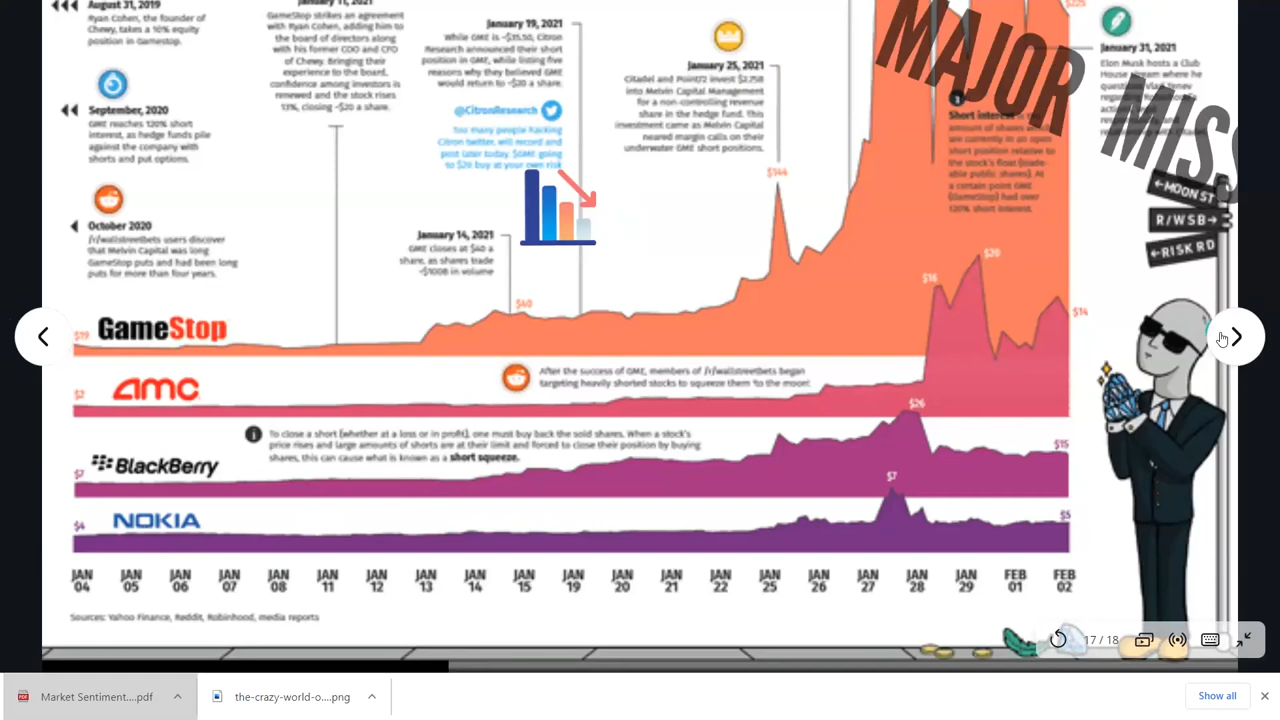 August 31, 2019
Ryan Cohen, the founder of
Chewy, takes a 10% equity
position in Gamestop.
September, 2020
GME reaches 120% short
interest, as hedge funds pile
against the company with
shorts and put options.
October 2020
/r/wallstreetbets users discover
that Melvin Capital was long
GameStop puts and had been long
puts for more than four years.
January 11, 2021
GameStop strikes an agreement
with Ryan Cohen, adding him to
the board of directors along
with his former COO and CFO
of Chewy. Bringing their
experience to the board,
confidence among investors is
renewed and the stock rises
13%, closing ~$20 a share.
January 19, 2021
While GME is ~$35.50, Citron
Research announced their short
position in GME, while listing five
reasons why they believed GME
would return to ~$20 a share.
@CitronResearch
Too many people hacking
Citron twitter, will record and
post later today. $GME going
to $20 buy at your own risk
January 14, 2021
GME closes at $40 a
share, as shares trade
~$100B in volume
January 25, 2021
Citadel and Point72 invest $2.75B
into Melvin Capital Management
for a non-controlling revenue
share in the hedge fund. This
investment came as Melvin Capital
neared margin calls on their
underwater GME short positions.
MAJOR MISS
$225
Short interest is the
amount of shares
are currently in an open
short position relative to
the stock's float (trade-
able public shares). At
a certain point GME
(GameStop) had over
120% short interest.
January 31, 2021
Elon Musk hosts a Club
House stream where he
←MOON ST
R/WSB→
←RISK RD
$19
GameStop
$40
$144
$2
amc
After the success of GME, members of /r/wallstreetbets began
targeting heavily shorted stocks to squeeze them 'to the moon'.
$16
$20
$14
$7
BlackBerry
To close a short (whether at a loss or in profit), one must buy back the sold shares. When a stock's
price rises and large amounts of shorts are at their limit and forced to close their position by buying
shares, this can cause what is known as a short squeeze.
$26
$15
$4
NOKIA
$7
$5
JAN 04 JAN 05 JAN 06 JAN 07 JAN 08 JAN 11 JAN 12 JAN 13 JAN 14 JAN 15 JAN 19 JAN 20 JAN 21 JAN 22 JAN 25 JAN 26 JAN 27 JAN 28 JAN 29 FEB 01 FEB 02
Sources: Yahoo Finance, Reddit, Robinhood, media reports
17 / 18
Market Sentiment....pdf
the-crazy-world-o....png
Show all